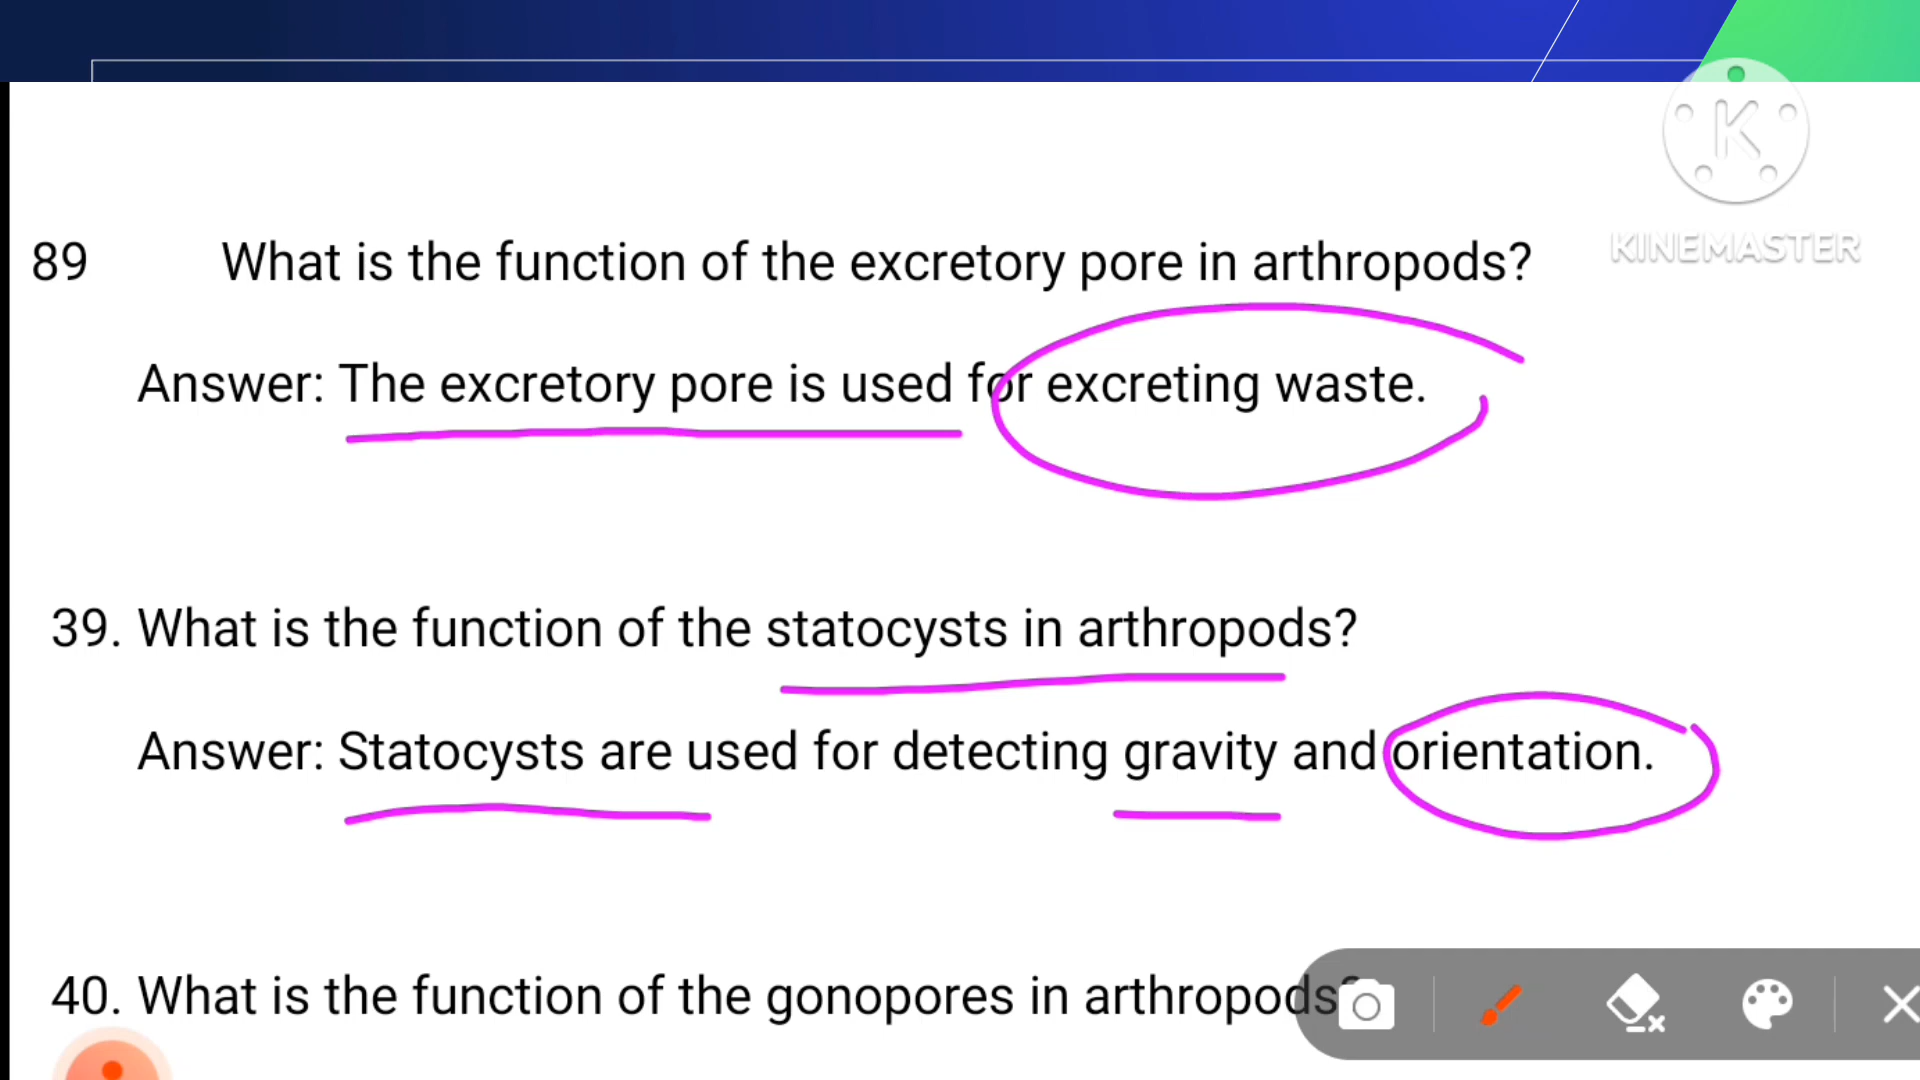 K
KINEMASTER
89 What is the function of the excretory pore in arthropods?
Answer: The excretory pore is used for excreting waste.
39. What is the function of the statocysts in arthropods?
Answer: Statocysts are used for detecting gravity and orientation.
40. What is the function of the gonopores in arthropods?